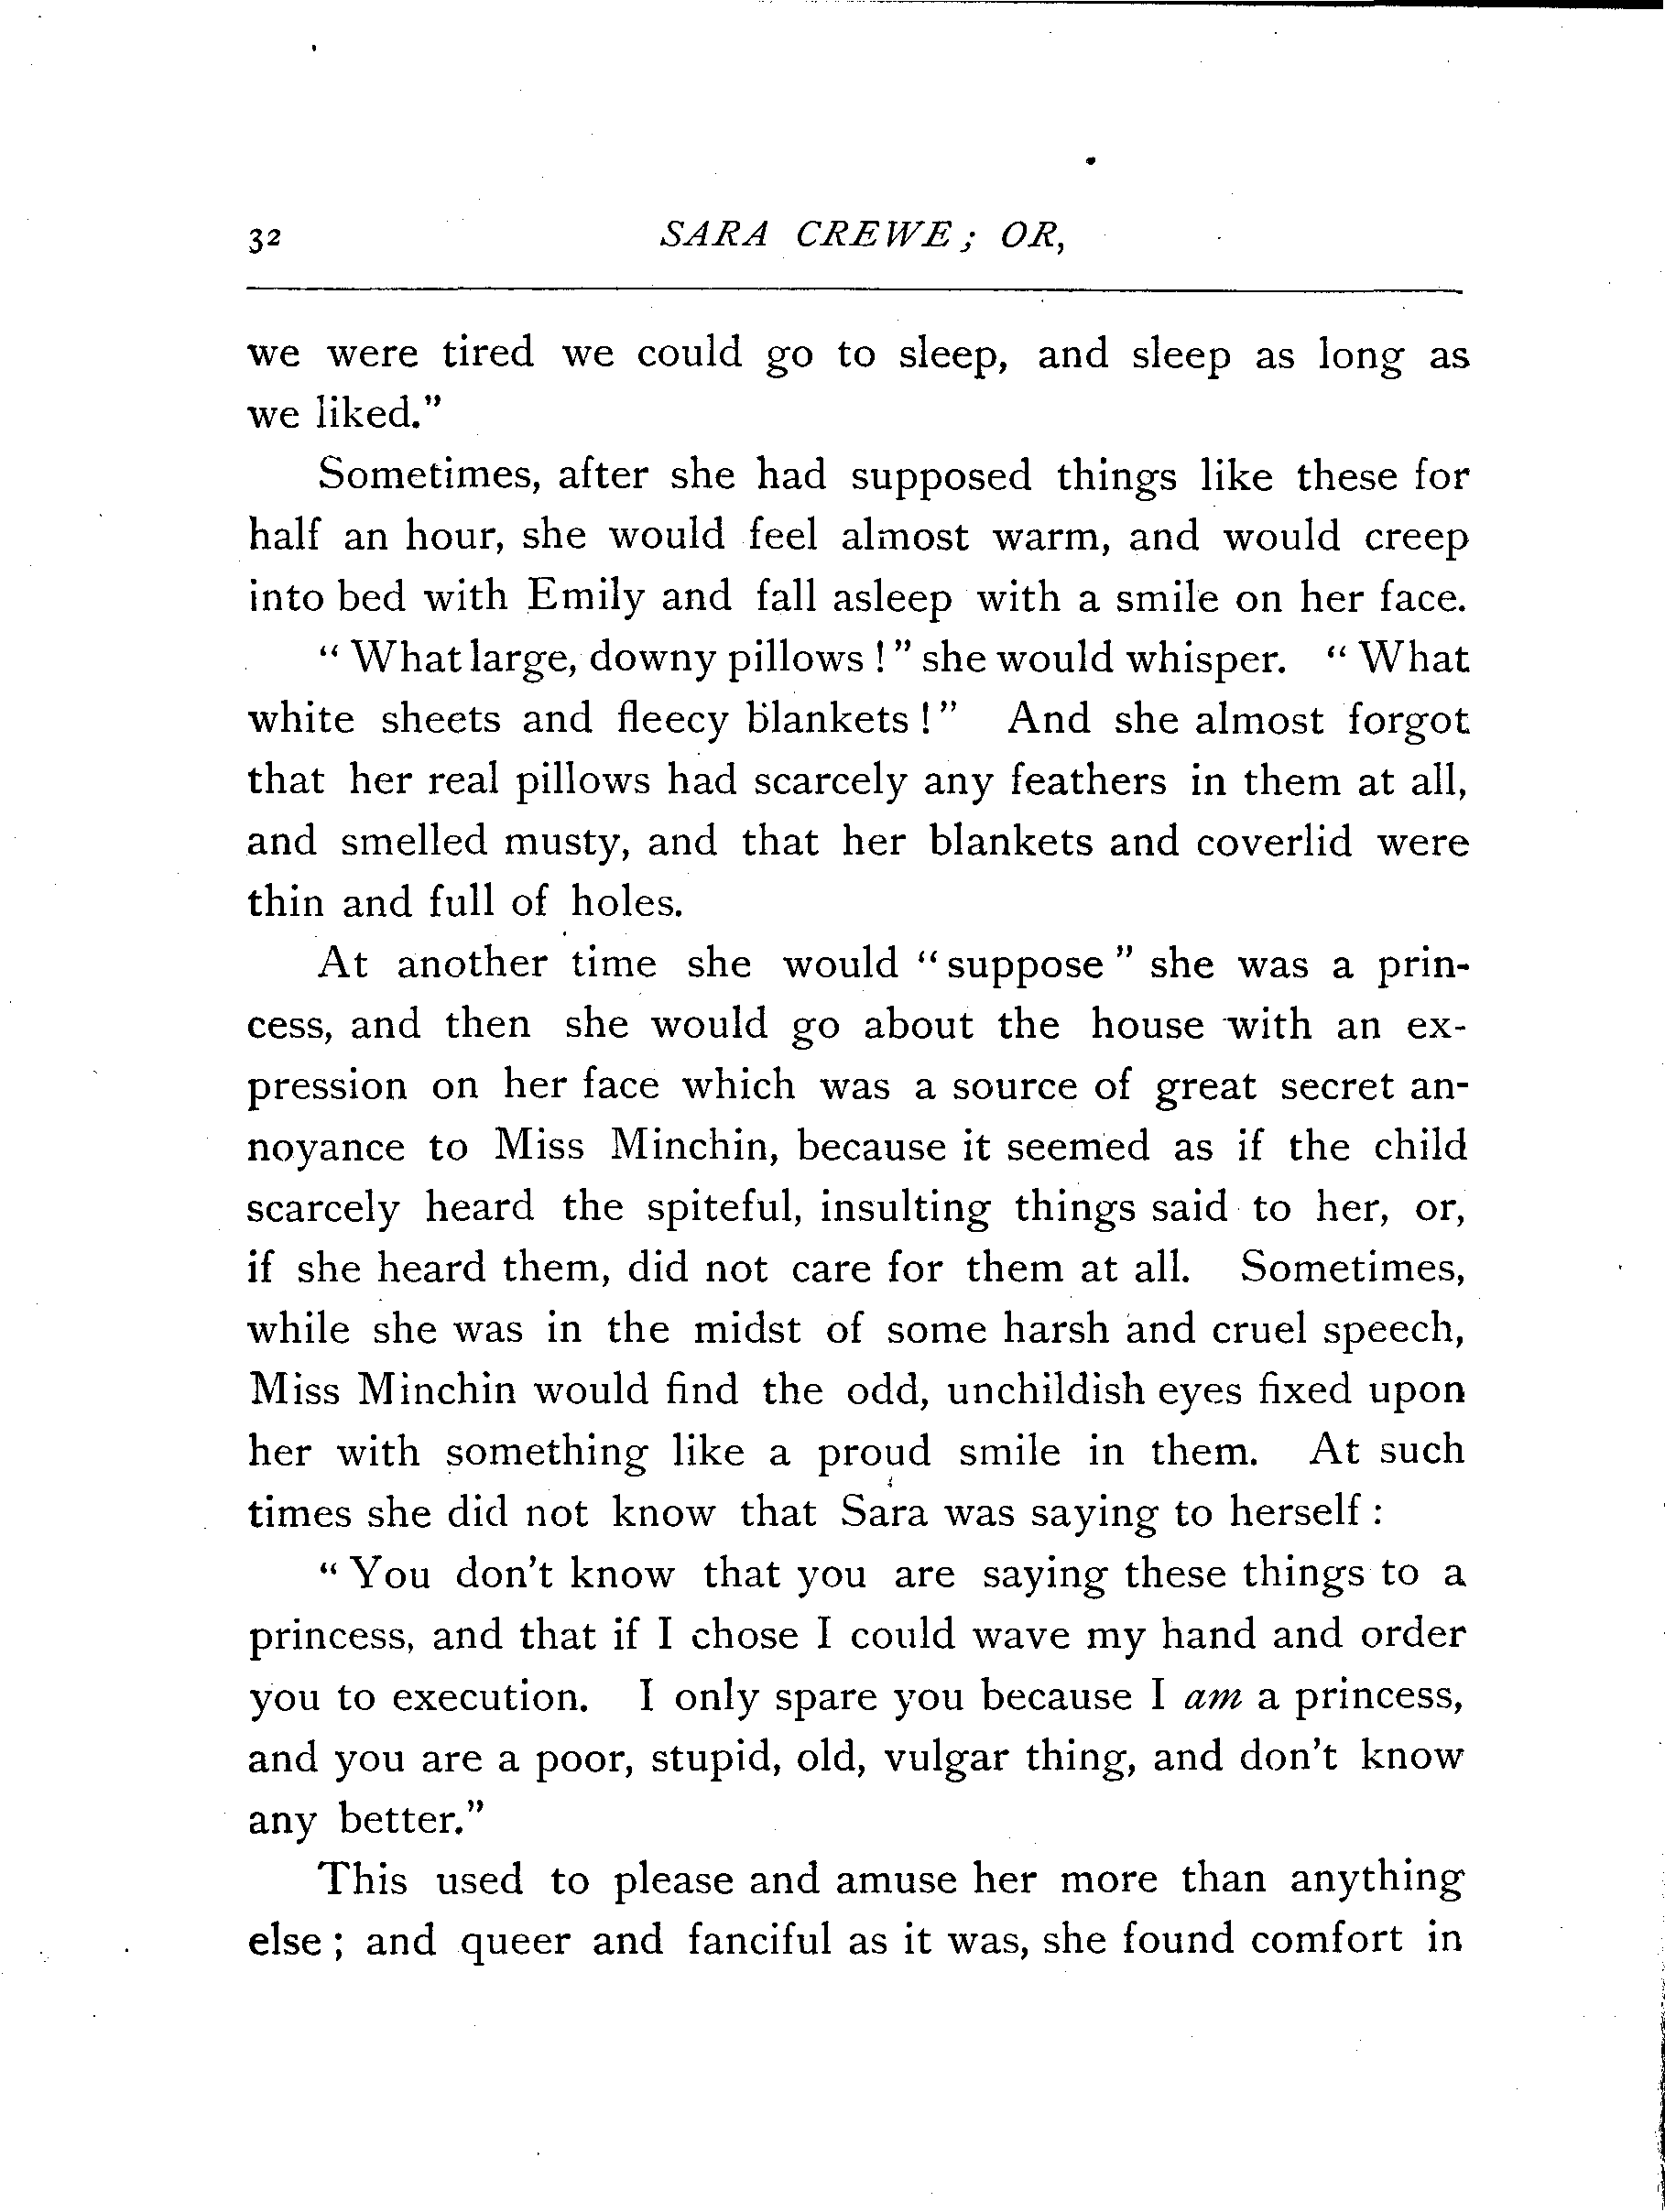 32 SARA CREWE; OR,
we were tired we could go to sleep, and sleep as long as
we liked."
Sometimes, after she had supposed things like these for
half an hour, she would feel almost warm, and would creep
into bed with Emily and fall asleep with a smile on her face.
"What large, downy pillows!" she would whisper. "What
white sheets and fleecy blankets!" And she almost forgot
that her real pillows had scarcely any feathers in them at all,
and smelled musty, and that her blankets and coverlid were
thin and full of holes.
At another time she would "suppose" she was a prin-
cess, and then she would go about the house with an ex-
pression on her face which was a source of great secret an-
noyance to Miss Minchin, because it seemed as if the child
scarcely heard the spiteful, insulting things said to her, or,
if she heard them, did not care for them at all. Sometimes,
while she was in the midst of some harsh and cruel speech,
Miss Minchin would find the odd, unchildish eyes fixed upon
her with something like a proud smile in them. At such
times she did not know that Sara was saying to herself:
"You don't know that you are saying these things to a
princess, and that if I chose I could wave my hand and order
you to execution. I only spare you because I am a princess,
and you are a poor, stupid, old, vulgar thing, and don't know
any better."
This used to please and amuse her more than anything
else; and queer and fanciful as it was, she found comfort in